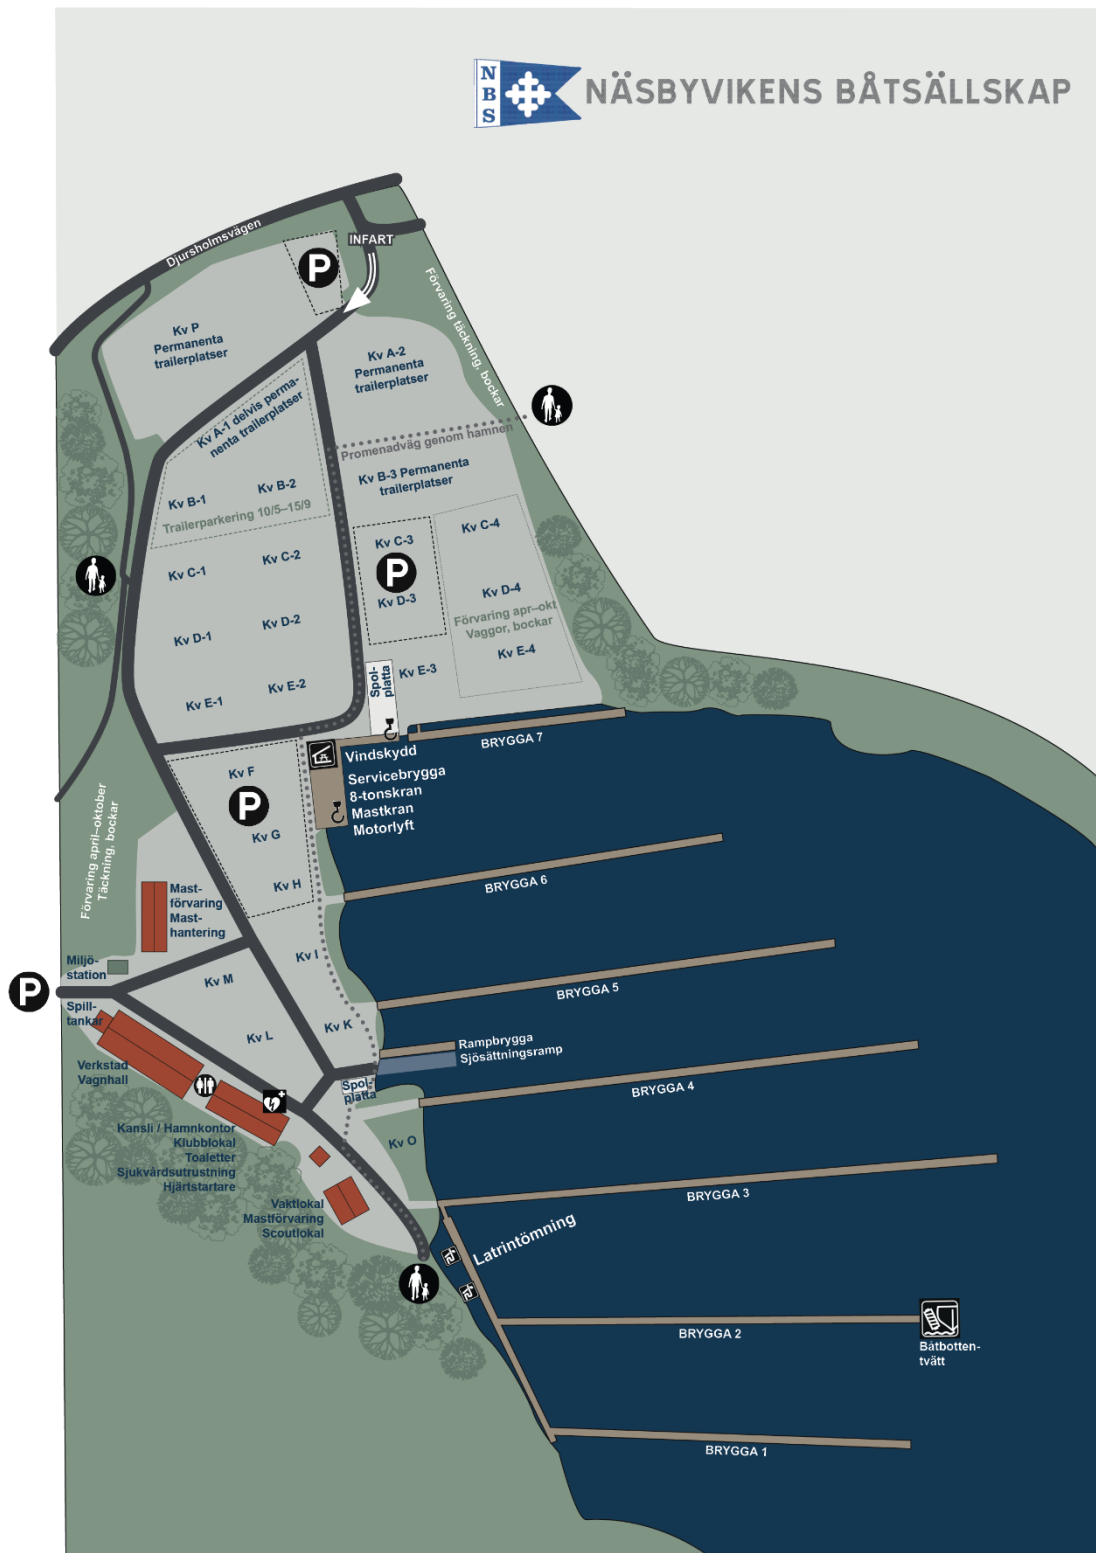 N
B
S
NÄSBYVIKENS BÅTSÄLLSKAP
Djursholmsvägen
INFART
P
Förvaring täckning, bockar
Kv P
Permanenta
trailerplatser
Kv A-2
Permanenta
trailerplatser
Kv A-1 delvis perma-
nenta trailerplatser
Promenadväg genom hamnen
Kv B-3 Permanenta
trailerplatser
Kv B-1
Kv B-2
Trailerparkering 10/5–15/9
Kv C-4
Kv C-3
Kv C-1
Kv C-2
P
Kv D-3
Kv D-4
Förvaring apr–okt
Vaggor, bockar
Kv D-1
Kv D-2
Kv E-4
Kv E-3
Kv E-1
Kv E-2
Spol-
platta
BRYGGA 7
Vindskydd
Servicebrygga
8-tonskran
Mastkran
Motorlyft
Kv F
P
Kv G
Kv H
Förvaring april–oktober
Täckning, bockar
BRYGGA 6
Mast-
förvaring
Mast-
hantering
Miljö-
station
P
Spill-
tankar
Kv I
Kv M
Kv L
Kv K
BRYGGA 5
Rampbrygga
Sjösättningsramp
Spol-
platta
Verkstad
Vagnhall
BRYGGA 4
Kansli / Hamnkontor
Klubblokal
Toaletter
Sjukvårdsutrustning
Hjärtstartare
Kv O
Vaktlokal
Mastförvaring
Scoutlokal
BRYGGA 3
Latrintömning
BRYGGA 2
Båtbotten-
tvätt
BRYGGA 1